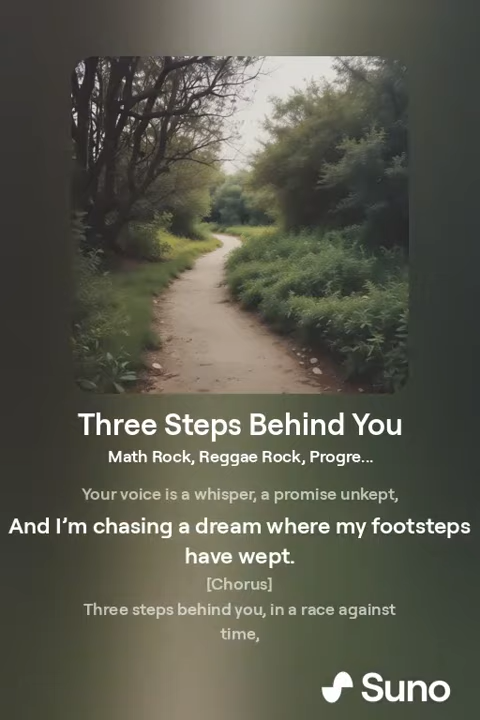 Three Steps Behind You
Math Rock, Reggae Rock, Progre...
Your voice is a whisper, a promise unkept,
And I’m chasing a dream where my footsteps
have wept.
[Chorus]
Three steps behind you, in a race against
time,
Suno